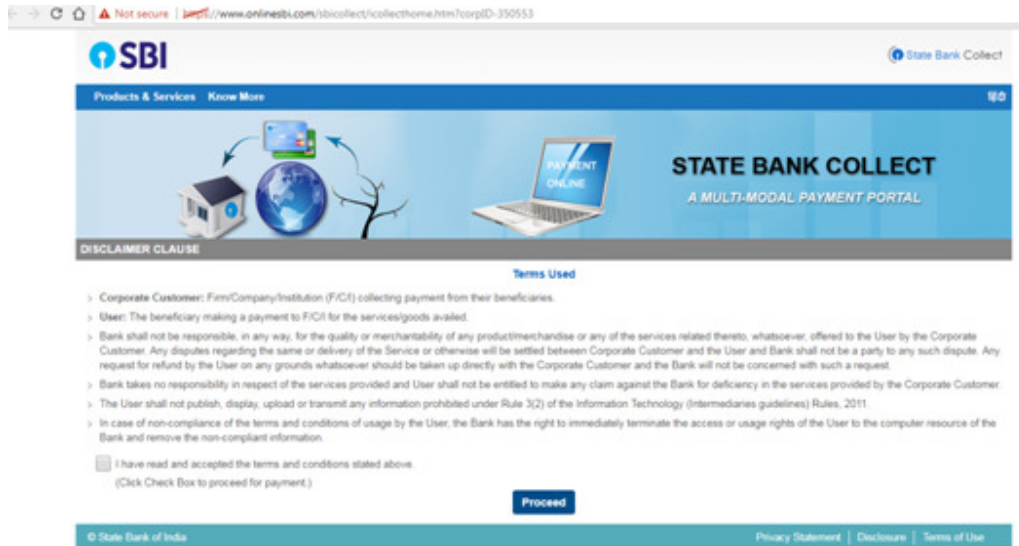 Not secure | https://www.onlinesbi.com/sbicollect/icollecthome.htm?corpID-350553
SBI
State Bank Collect
Products & Services Know More
हिंदी
PAYMENT
ONLINE
STATE BANK COLLECT
A MULTI-MODAL PAYMENT PORTAL
DISCLAIMER CLAUSE
Terms Used
> Corporate Customer: Firm/Company/Institution (F/C/I) collecting payment from their beneficiaries.
> User: The beneficiary making a payment to F/C/I for the services/goods availed.
> Bank shall not be responsible, in any way, for the quality or merchantability of any product/merchandise or any of the services related thereto, whatsoever, offered to the User by the Corporate
Customer. Any disputes regarding the same or delivery of the Service or otherwise will be settled between Corporate Customer and the User and Bank shall not be a party to any such dispute. Any
request for refund by the User on any grounds whatsoever should be taken up directly with the Corporate Customer and the Bank will not be concerned with such a request.
> Bank takes no responsibility in respect of the services provided and User shall not be entitled to make any claim against the Bank for deficiency in the services provided by the Corporate Customer.
> The User shall not publish, display, upload or transmit any information prohibited under Rule 3(2) of the Information Technology (Intermediaries guidelines) Rules, 2011.
> In case of non-compliance of the terms and conditions of usage by the User, the Bank has the right to immediately terminate the access or usage rights of the User to the computer resource of the
Bank and remove the non-compliant information.
I have read and accepted the terms and conditions stated above.
(Click Check Box to proceed for payment.)
Proceed
© State Bank of India
Privacy Statement | Disclosure | Terms of Use